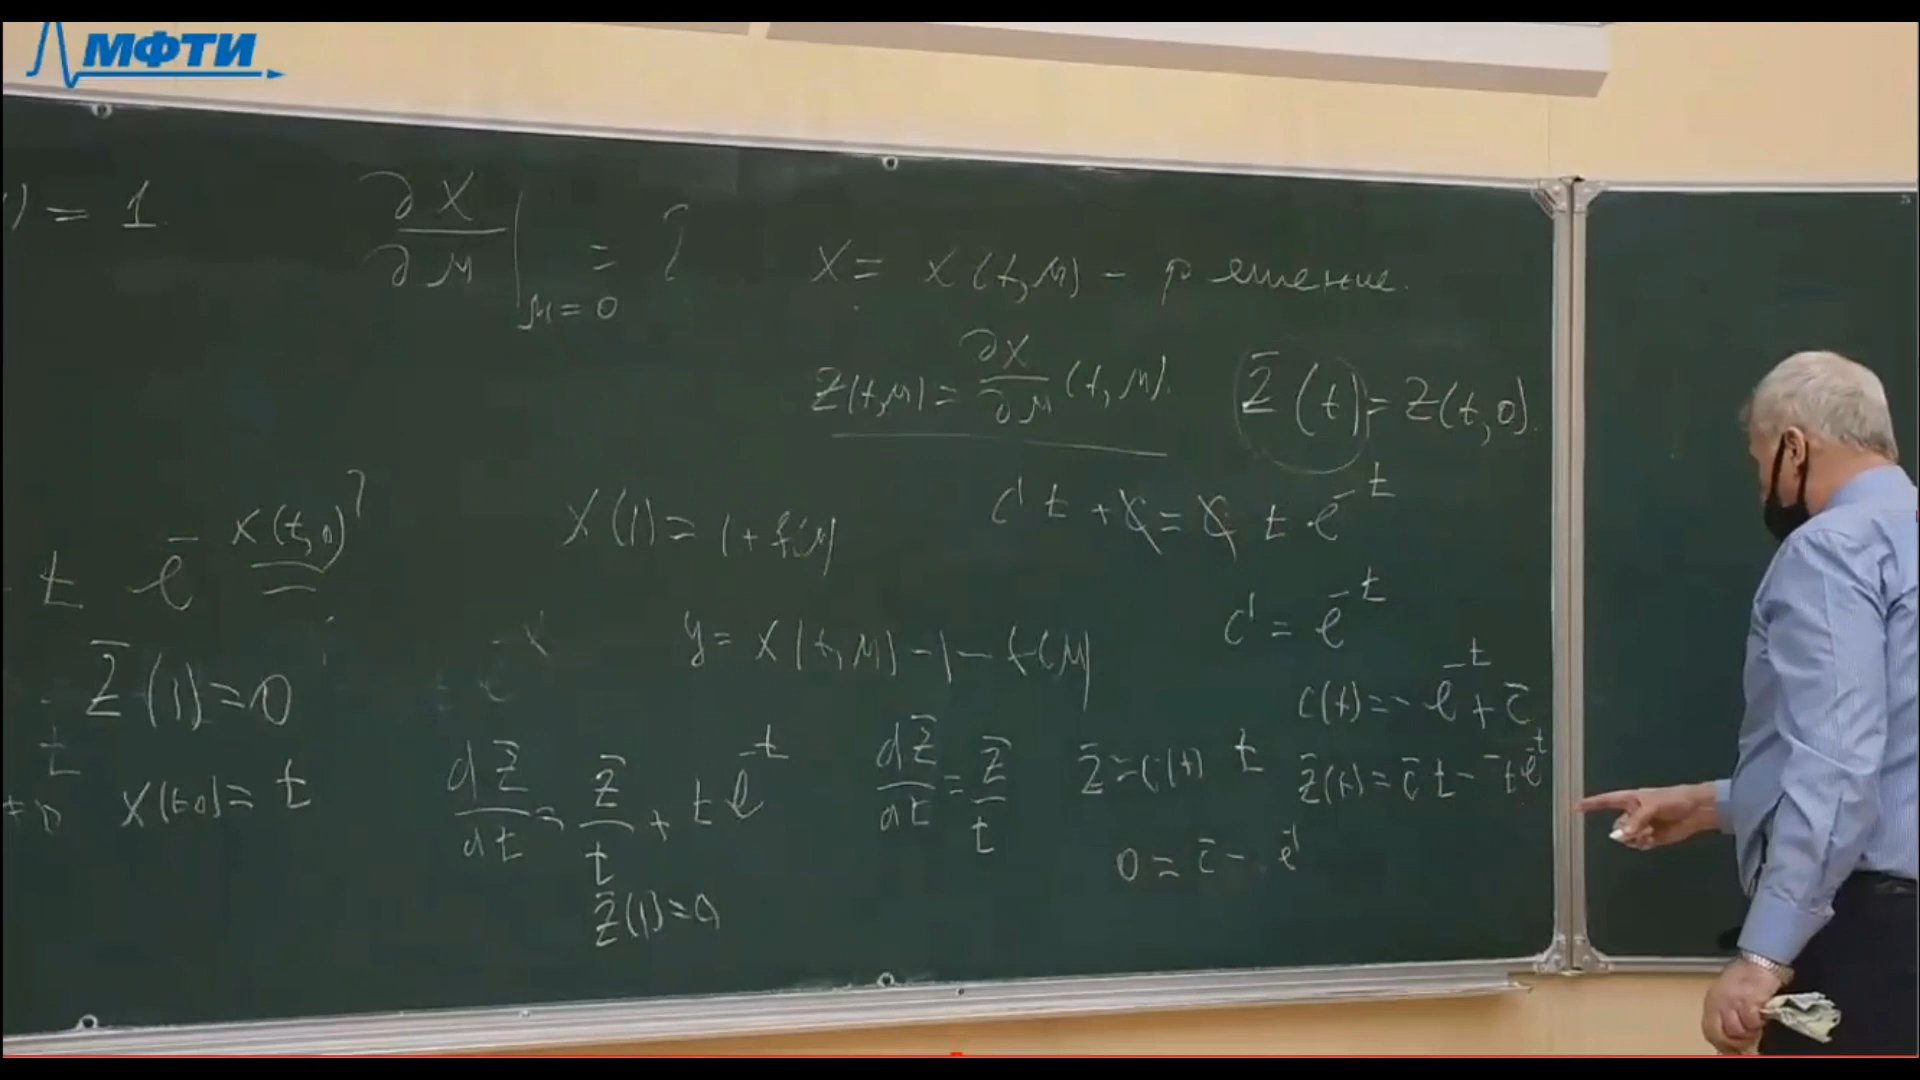 МФТИ
) = 1
∂x/∂μ |μ=0 = ?
x = x(t,μ) - решение.
z(t,μ) = ∂x/∂μ (t,μ).
z̄(t) = z(t,0).
t e^-x(t,0)
x(1) = 1 +
c' t + c = c t · e^-t
c' = e^-t
z̄(1) = 0
e^-x
y = x(t,μ) - 1 -
c(t) = - e^-t + c̄
t
x(t,0) = t
dz̄/dt = z̄/t + t e^-t
dz̄/dt = z̄/t
z̄ = c(t) t
z̄(t) = c̄ t - t e^-t
z̄(1) = 0
0 = c̄ - e^-1